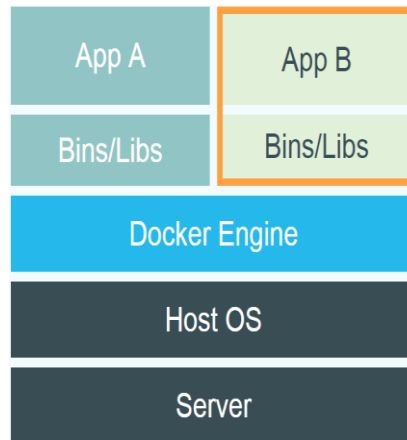 App A
App B
Bins/Libs
Bins/Libs
Docker Engine
Host OS
Server